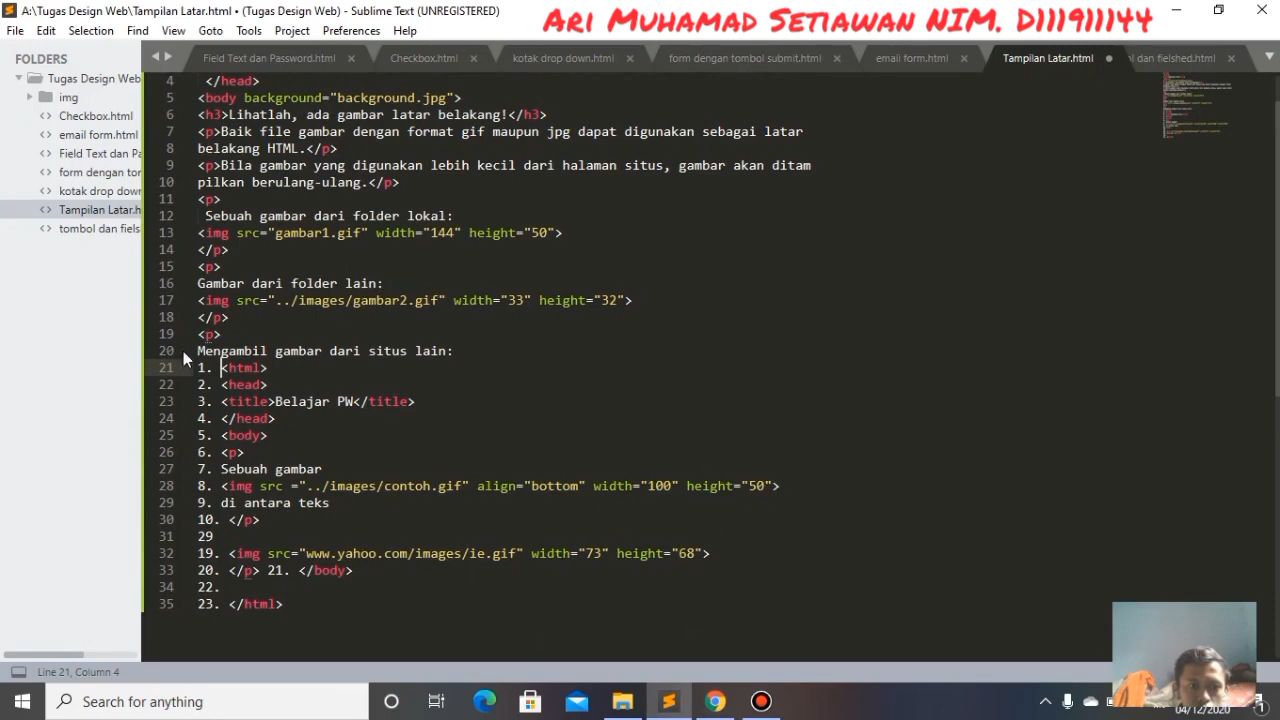 A:\Tugas Design Web\Tampilan Latar.html • (Tugas Design Web) - Sublime Text (UNREGISTERED)
Ari Muhamad Setiawan NIM. D111911144
File Edit Selection Find View Goto Tools Project Preferences Help
FOLDERS
Tugas Design Web
img
Checkbox.html
email form.html
Field Text dan Pa
form dengan tom
kotak drop down
Tampilan Latar.h
tombol dan fiels
Field Text dan Password.html
Checkbox.html
kotak drop down.html
form dengan tombol submit.html
email form.html
Tampilan Latar.html
l dan fielshed.html
4 </head>
5 <body background="background.jpg">
6 <h3>Lihatlah, ada gambar latar belakang!</h3>
7 <p>Baik file gambar dengan format gif maupun jpg dapat digunakan sebagai latar
8 belakang HTML.</p>
9 <p>Bila gambar yang digunakan lebih kecil dari halaman situs, gambar akan ditam
10 pilkan berulang-ulang.</p>
11 <p>
12 Sebuah gambar dari folder lokal:
13 <img src="gambar1.gif" width="144" height="50">
14 </p>
15 <p>
16 Gambar dari folder lain:
17 <img src="../images/gambar2.gif" width="33" height="32">
18 </p>
19 <p>
20 Mengambil gambar dari situs lain:
21 1. <html>
22 2. <head>
23 3. <title>Belajar PW</title>
24 4. </head>
25 5. <body>
26 6. <p>
27 7. Sebuah gambar
28 8. <img src ="../images/contoh.gif" align="bottom" width="100" height="50">
29 9. di antara teks
30 10. </p>
31 29
32 19. <img src="www.yahoo.com/images/ie.gif" width="73" height="68">
33 20. </p> 21. </body>
34 22.
35 23. </html>
Line 21, Column 4
Search for anything
04/12/2020
1